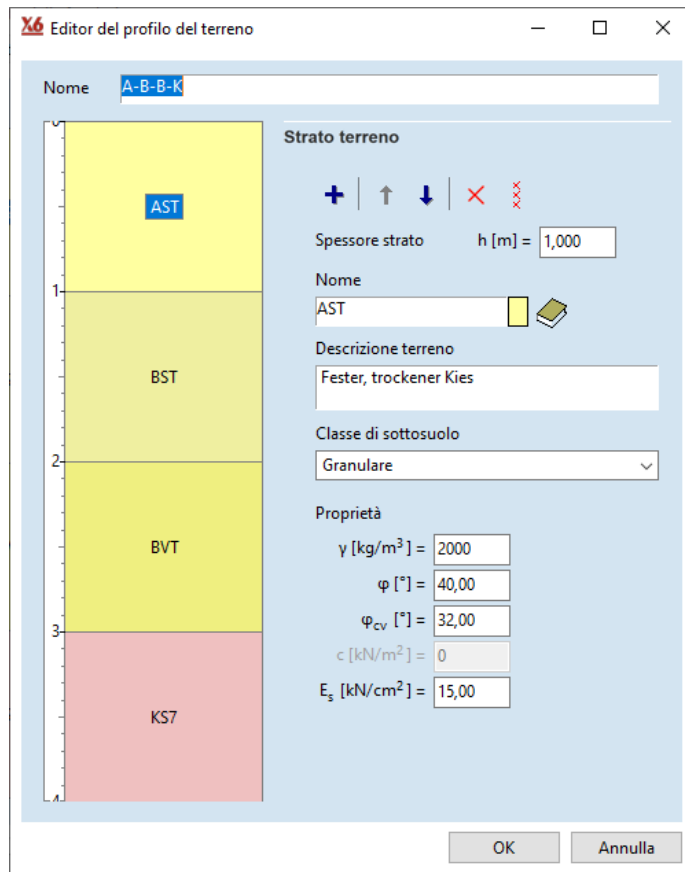 X6 Editor del profilo del terreno
Nome A-B-B-K
0
AST
1
BST
2
BVT
3
KS7
4
Strato terreno
Spessore strato h [m] = 1,000
Nome
AST
Descrizione terreno
Fester, trockener Kies
Classe di sottosuolo
Granulare
Proprietà
γ [kg/m³] = 2000
φ [°] = 40,00
φcv [°] = 32,00
c [kN/m²] = 0
Es [kN/cm²] = 15,00
OK Annulla